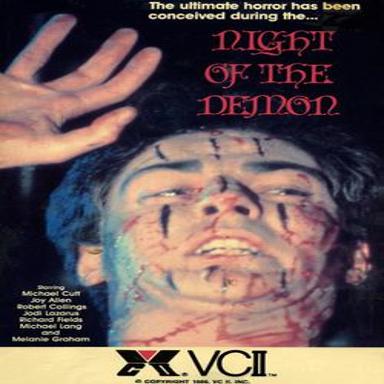 The ultimate horror has been
conceived during the...
NIGHT
OF THE
DEMON
Starring
Michael Cutt
Joy Allen
Robert Collings
Jodi Lazarus
Richard Fields
Michael Lang
and
Melanie Graham
VCII
© COPYRIGHT 1986, VC II, INC.